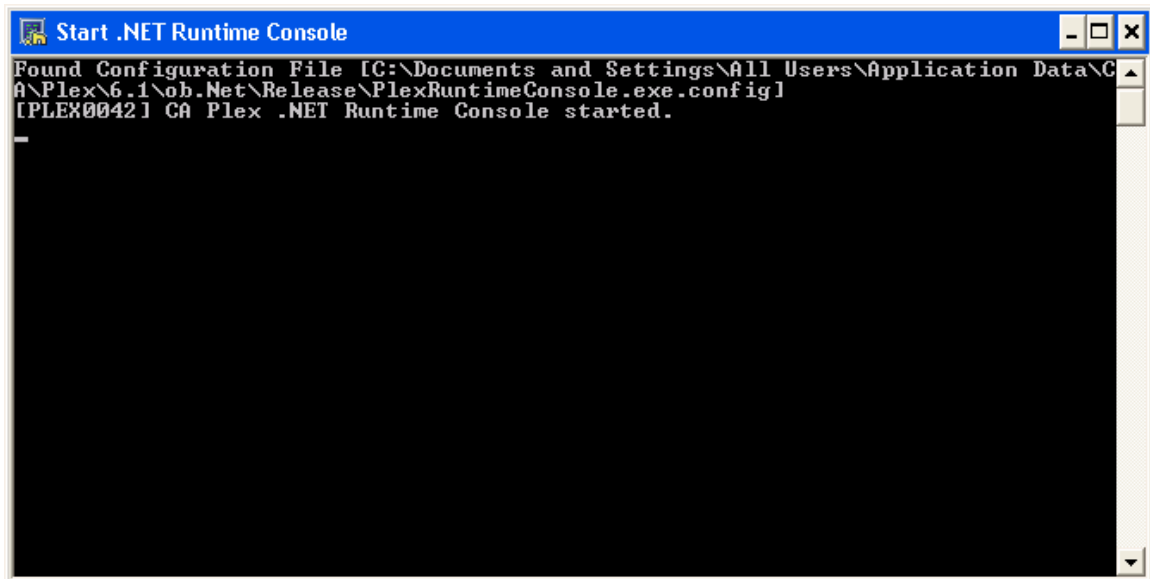 Start .NET Runtime Console
Found Configuration File [C:\Documents and Settings\All Users\Application Data\C
A\Plex\6.1\ob.Net\Release\PlexRuntimeConsole.exe.config]
[PLEX0042] CA Plex .NET Runtime Console started.